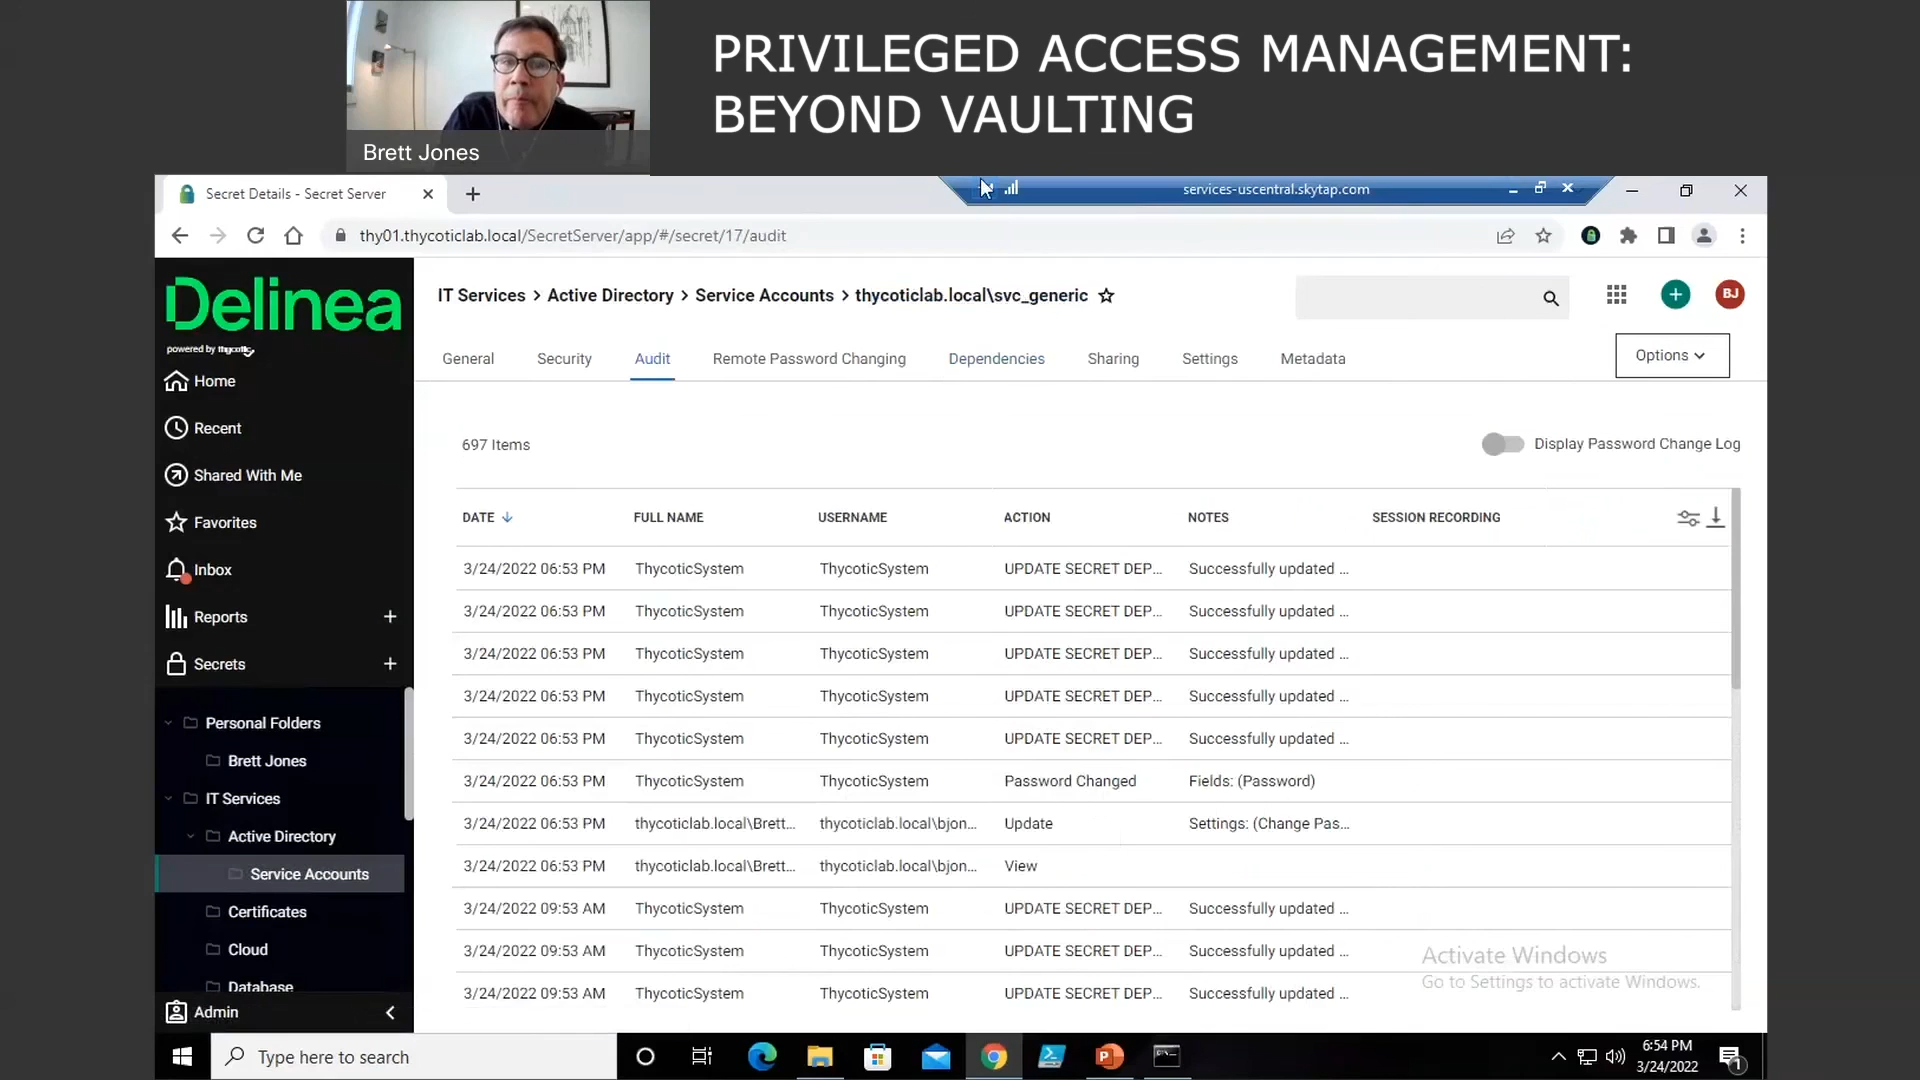 PRIVILEGED ACCESS MANAGEMENT:
BEYOND VAULTING
Brett Jones
Secret Details - Secret Server
services-uscentral.skytap.com
thy01.thycoticlab.local/SecretServer/app/#/secret/17/audit
Delinea
powered by thycotic
IT Services > Active Directory > Service Accounts > thycoticlab.local\svc_generic
BJ
General Security Audit Remote Password Changing Dependencies Sharing Settings Metadata
Options
Home
Recent
Shared With Me
Favorites
Inbox
Reports +
Secrets +
Personal Folders
Brett Jones
IT Services
Active Directory
Service Accounts
Certificates
Cloud
Database
Admin
697 Items
Display Password Change Log
DATE FULL NAME USERNAME ACTION NOTES SESSION RECORDING
3/24/2022 06:53 PM ThycoticSystem ThycoticSystem UPDATE SECRET DEP... Successfully updated ...
3/24/2022 06:53 PM ThycoticSystem ThycoticSystem UPDATE SECRET DEP... Successfully updated ...
3/24/2022 06:53 PM ThycoticSystem ThycoticSystem UPDATE SECRET DEP... Successfully updated ...
3/24/2022 06:53 PM ThycoticSystem ThycoticSystem UPDATE SECRET DEP... Successfully updated ...
3/24/2022 06:53 PM ThycoticSystem ThycoticSystem UPDATE SECRET DEP... Successfully updated ...
3/24/2022 06:53 PM ThycoticSystem ThycoticSystem Password Changed Fields: (Password)
3/24/2022 06:53 PM thycoticlab.local\Brett... thycoticlab.local\bjon... Update Settings: (Change Pas...
3/24/2022 06:53 PM thycoticlab.local\Brett... thycoticlab.local\bjon... View
3/24/2022 09:53 AM ThycoticSystem ThycoticSystem UPDATE SECRET DEP... Successfully updated ...
3/24/2022 09:53 AM ThycoticSystem ThycoticSystem UPDATE SECRET DEP... Successfully updated ...
3/24/2022 09:53 AM ThycoticSystem ThycoticSystem UPDATE SECRET DEP... Successfully updated ...
Activate Windows
Go to Settings to activate Windows.
Type here to search
6:54 PM
3/24/2022
1